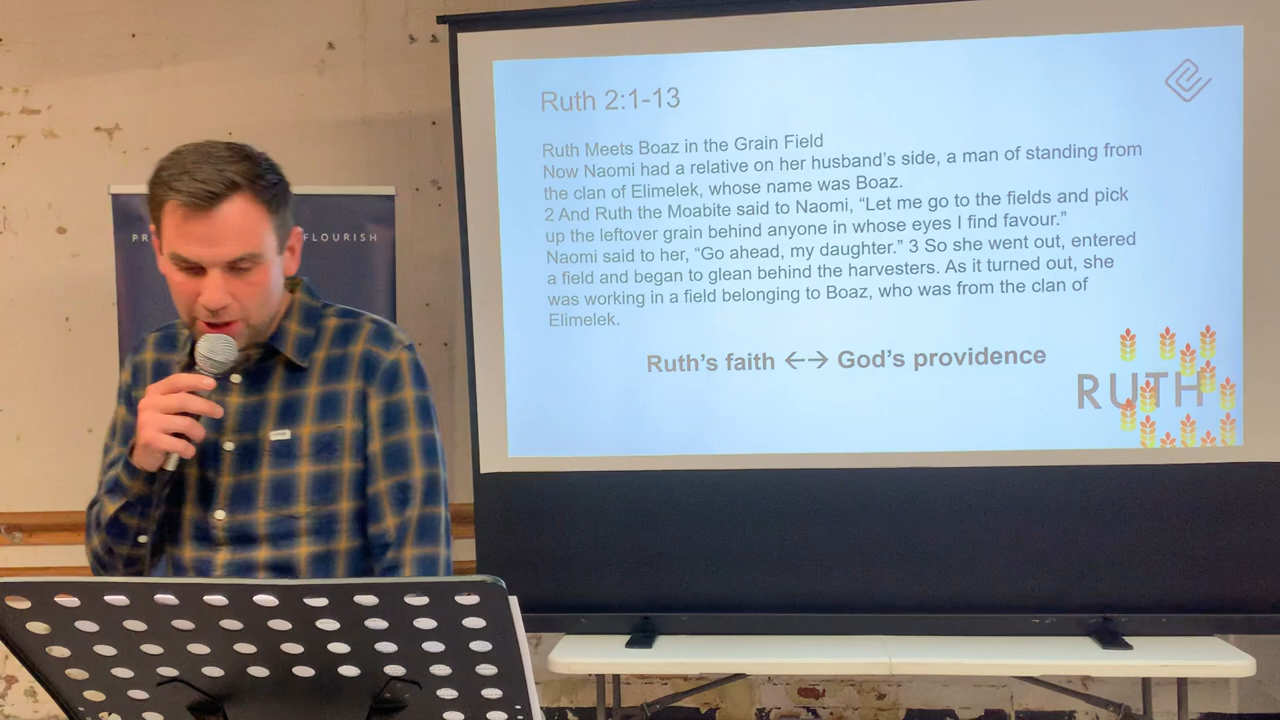 PR
FLOURISH
Ruth 2:1-13
Ruth Meets Boaz in the Grain Field
Now Naomi had a relative on her husband's side, a man of standing from
the clan of Elimelek, whose name was Boaz.
2 And Ruth the Moabite said to Naomi, “Let me go to the fields and pick
up the leftover grain behind anyone in whose eyes I find favour.”
Naomi said to her, “Go ahead, my daughter.” 3 So she went out, entered
a field and began to glean behind the harvesters. As it turned out, she
was working in a field belonging to Boaz, who was from the clan of
Elimelek.
Ruth's faith ←→ God's providence
RUTH